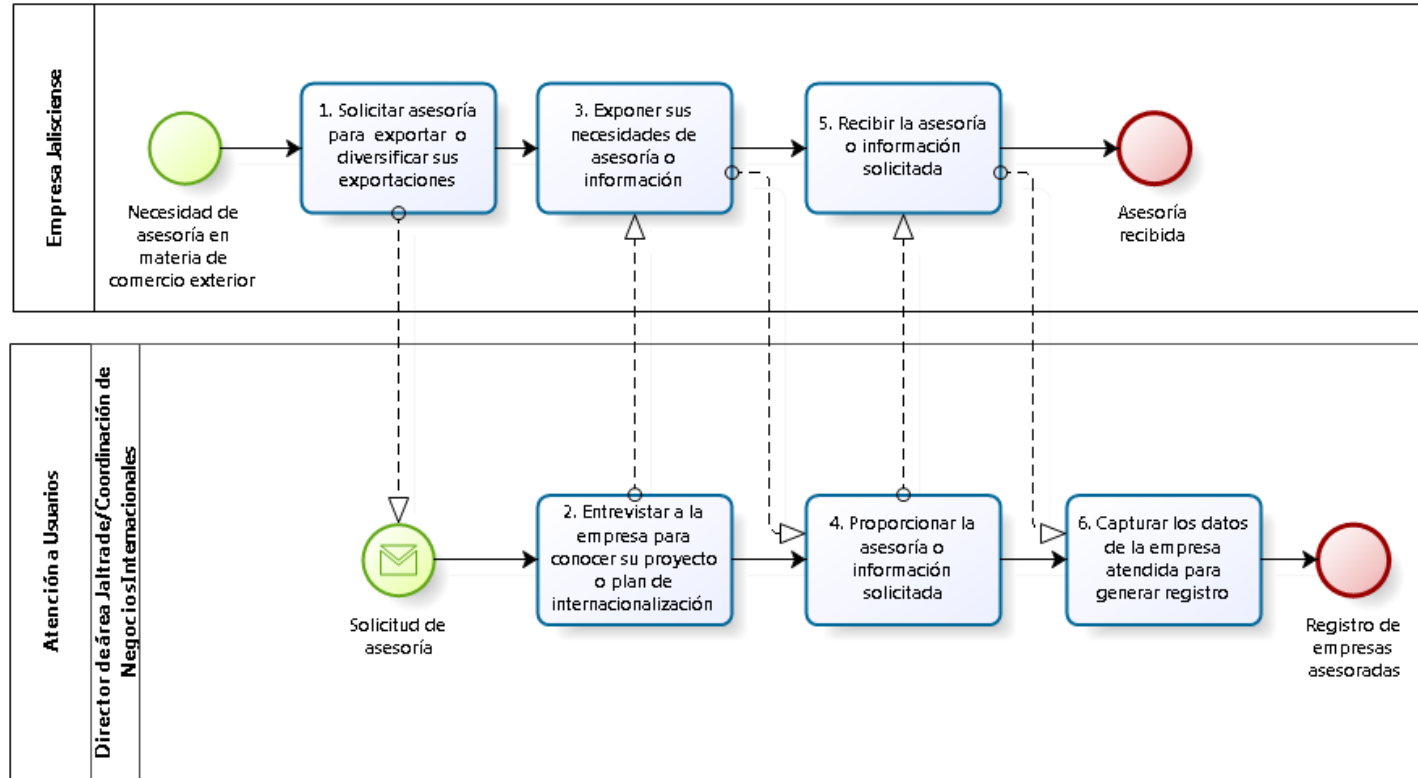 Empresa Jalisciense
1. Solicitar asesoría
para exportar o
diversificar sus
exportaciones
3. Exponer sus
necesidades de
asesoría o
información
5. Recibir la asesoría
o información
solicitada
Necesidad de
asesoría en
materia de
comercio exterior
Asesoría
recibida
Atención a Usuarios
Director de área Jaltrade/Coordinación de
Negocios Internacionales
2. Entrevistar a la
empresa para
conocer su proyecto
o plan de
internacionalización
4. Proporcionar la
asesoría o
información
solicitada
6. Capturar los datos
de la empresa
atendida para
generar registro
Solicitud de
asesoría
Registro de
empresas
asesoradas